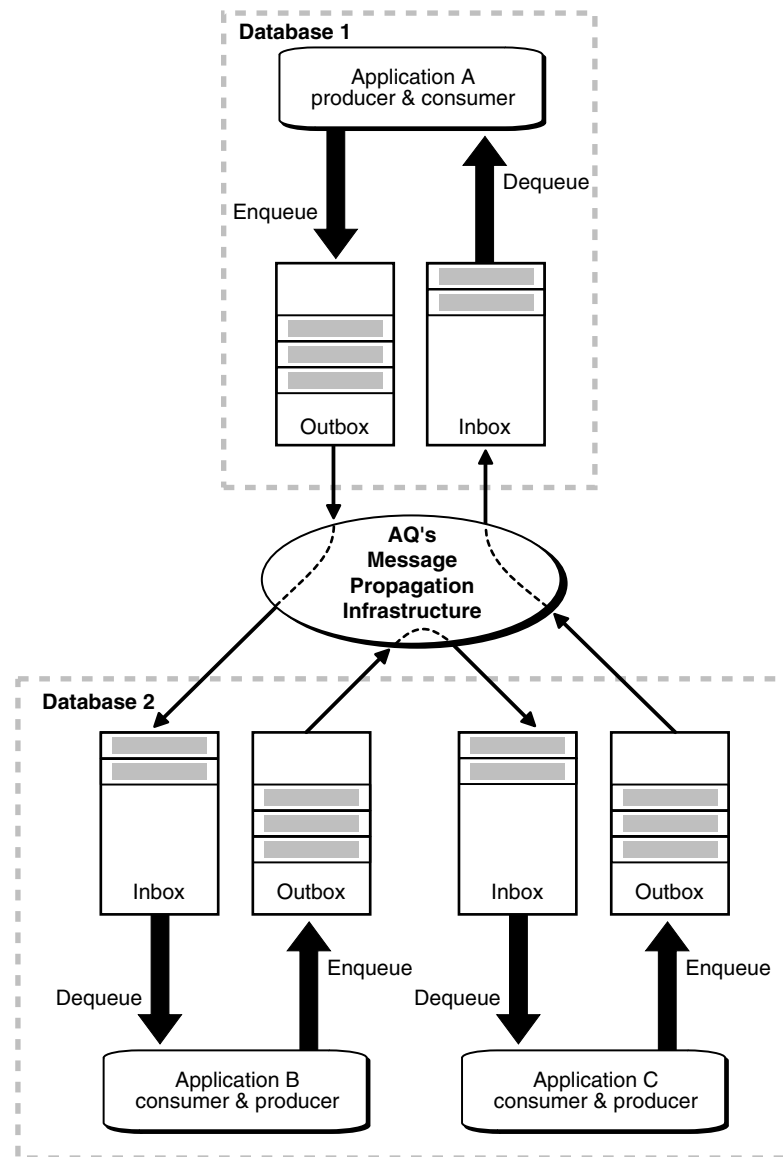 Database 1
Application A
producer & consumer
Enqueue
Dequeue
Outbox
Inbox
AQ's
Message
Propagation
Infrastructure
Database 2
Inbox
Outbox
Inbox
Outbox
Dequeue
Enqueue
Dequeue
Enqueue
Application B
consumer & producer
Application C
consumer & producer